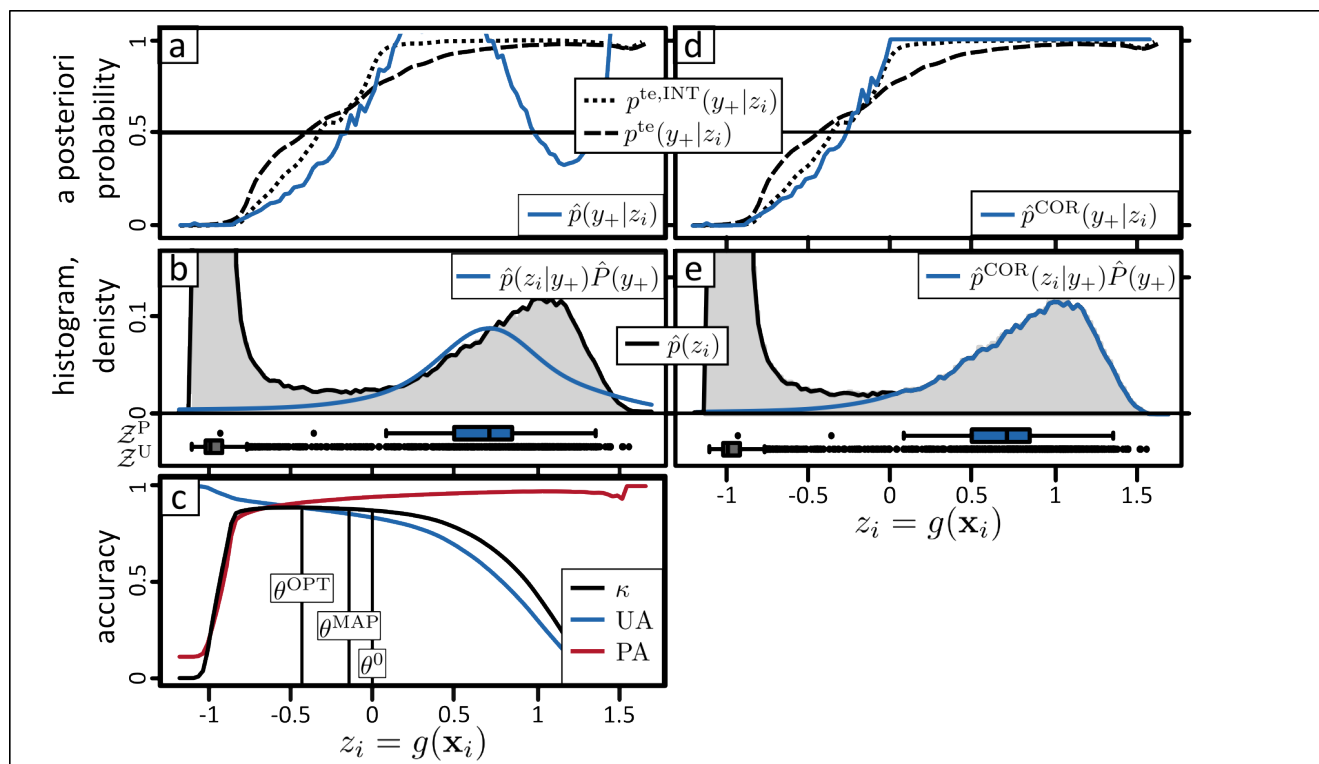 a
d
1
0.5
0
a posteriori
probability
p^te,INT(y₊|zᵢ)
p^te(y₊|zᵢ)
p̂(y₊|zᵢ)
p̂^COR(y₊|zᵢ)
b
e
0.1
0.0
histogram,
denisty
p̂(zᵢ|y₊)P̂(y₊)
p̂^COR(zᵢ|y₊)P̂(y₊)
p̂(zᵢ)
z^P
z^U
-1 -0.5 0 0.5 1 1.5
zᵢ = g(xᵢ)
c
1
0.5
0
accuracy
θ^OPT
θ^MAP
θ^0
κ
UA
PA
-1 -0.5 0 0.5 1 1.5
zᵢ = g(xᵢ)